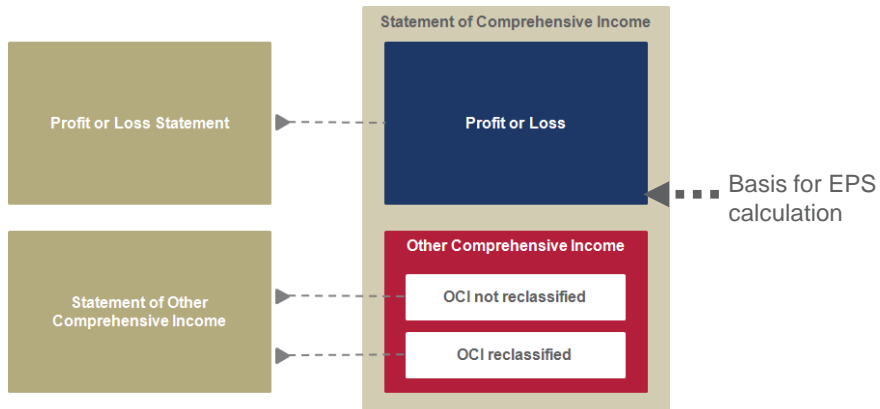 Statement of Comprehensive Income
Profit or Loss Statement
Profit or Loss
Basis for EPS
calculation
Other Comprehensive Income
OCI not reclassified
Statement of Other
Comprehensive Income
OCI reclassified